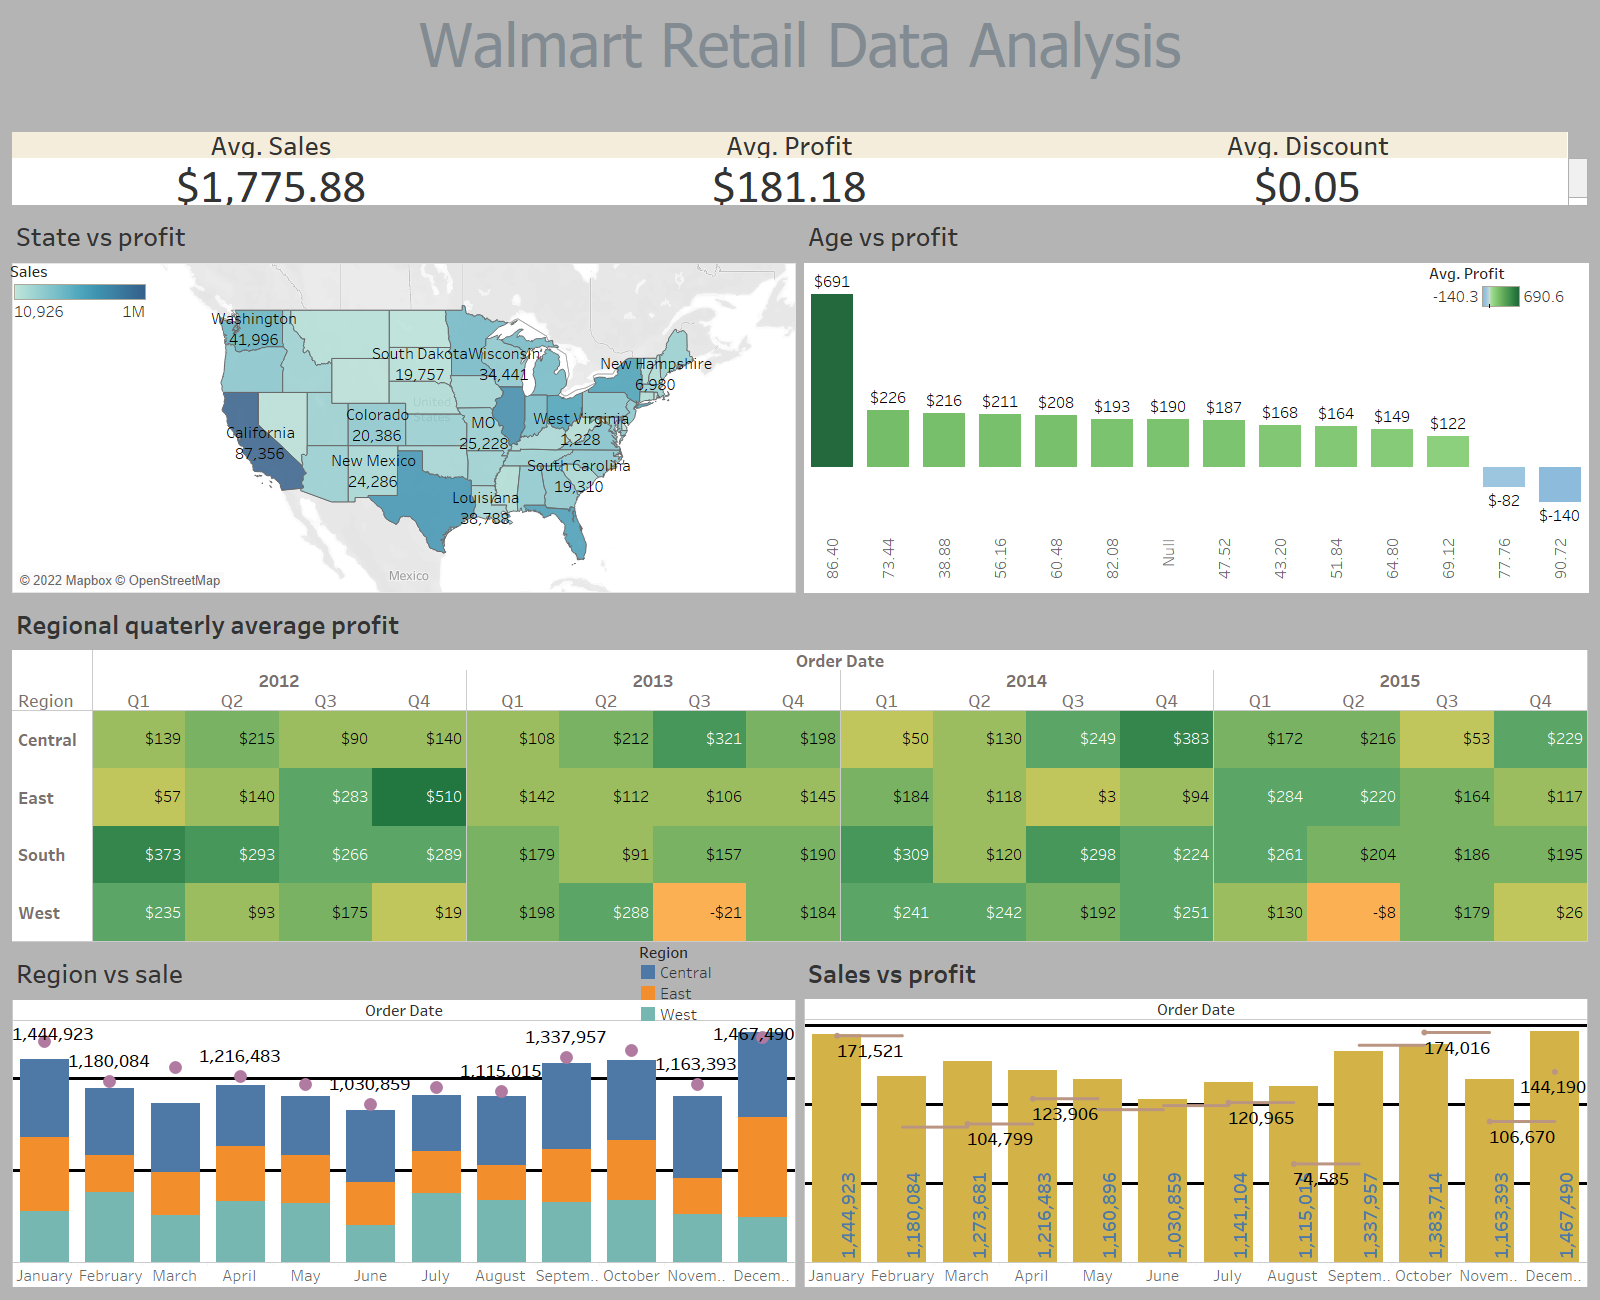 Walmart Retail Data Analysis
Avg. Sales Avg. Profit Avg. Discount
$1,775.88 $181.18 $0.05
State vs profit
Sales
10,926 1M
Washington
41,996
South Dakota
19,757
Wisconsin
34,441
New Hampshire
6,980
United
States
Colorado
20,386
MO
25,228
West Virginia
1,228
California
87,356
New Mexico
24,286
South Carolina
19,310
Louisiana
38,788
Mexico
© 2022 Mapbox © OpenStreetMap
Age vs profit
Avg. Profit
-140.3 690.6
$691 $226 $216 $211 $208 $193 $190 $187 $168 $164 $149 $122 $-82 $-140
86.40 73.44 38.88 56.16 60.48 82.08 Null 47.52 43.20 51.84 64.80 69.12 77.76 90.72
Regional quaterly average profit
Order Date
2012 2013 2014 2015
Region Q1 Q2 Q3 Q4 Q1 Q2 Q3 Q4 Q1 Q2 Q3 Q4 Q1 Q2 Q3 Q4
Central $139 $215 $90 $140 $108 $212 $321 $198 $50 $130 $249 $383 $172 $216 $53 $229
East $57 $140 $283 $510 $142 $112 $106 $145 $184 $118 $3 $94 $284 $220 $164 $117
South $373 $293 $266 $289 $179 $91 $157 $190 $309 $120 $298 $224 $261 $204 $186 $195
West $235 $93 $175 $19 $198 $288 -$21 $184 $241 $242 $192 $251 $130 -$8 $179 $26
Region vs sale
Region
Central
East
West
Order Date
1,444,923 1,180,084 1,216,483 1,030,859 1,115,015 1,337,957 1,163,393 1,467,490
January February March April May June July August Septem.. October Novem.. Decem..
Sales vs profit
Order Date
171,521 104,799 123,906 120,965 74,585 174,016 106,670 144,190
1,444,923 1,180,084 1,273,681 1,216,483 1,160,896 1,030,859 1,141,104 1,115,015 1,337,957 1,383,714 1,163,393 1,467,490
January February March April May June July August Septem.. October Novem.. Decem..